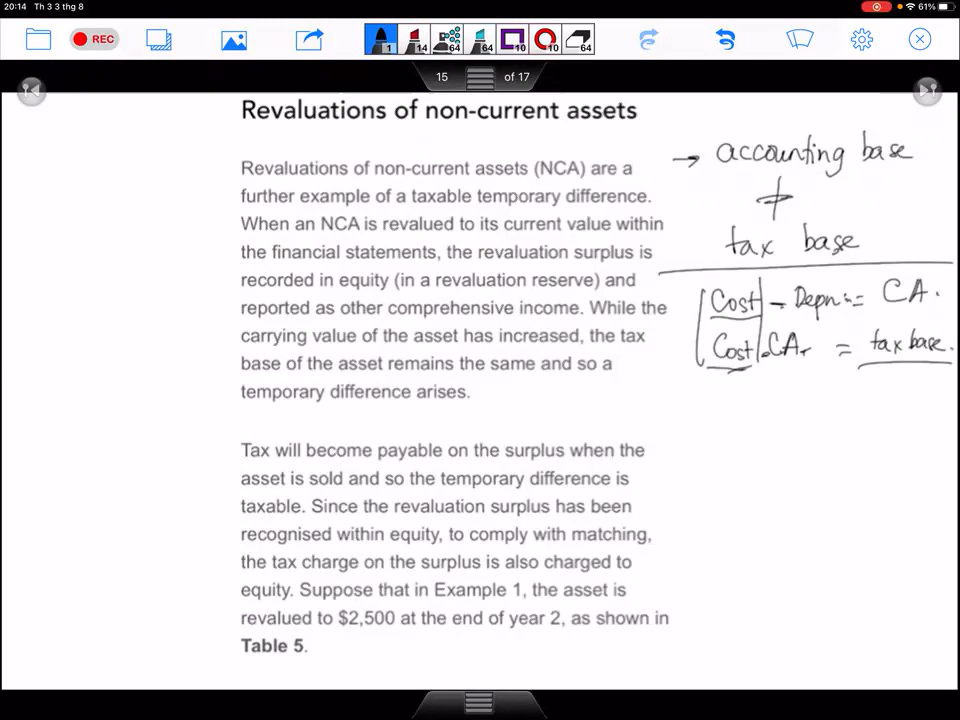 20:14 Th 3 3 thg 8
61%
REC
1
14
64
64
10
10
64
15 of 17
Revaluations of non-current assets
Revaluations of non-current assets (NCA) are a
further example of a taxable temporary difference.
When an NCA is revalued to its current value within
the financial statements, the revaluation surplus is
recorded in equity (in a revaluation reserve) and
reported as other comprehensive income. While the
carrying value of the asset has increased, the tax
base of the asset remains the same and so a
temporary difference arises.
Tax will become payable on the surplus when the
asset is sold and so the temporary difference is
taxable. Since the revaluation surplus has been
recognised within equity, to comply with matching,
the tax charge on the surplus is also charged to
equity. Suppose that in Example 1, the asset is
revalued to $2,500 at the end of year 2, as shown in
Table 5.
→ accounting base
≠
tax base
Cost - Depn = CA.
Cost - CA = tax base.